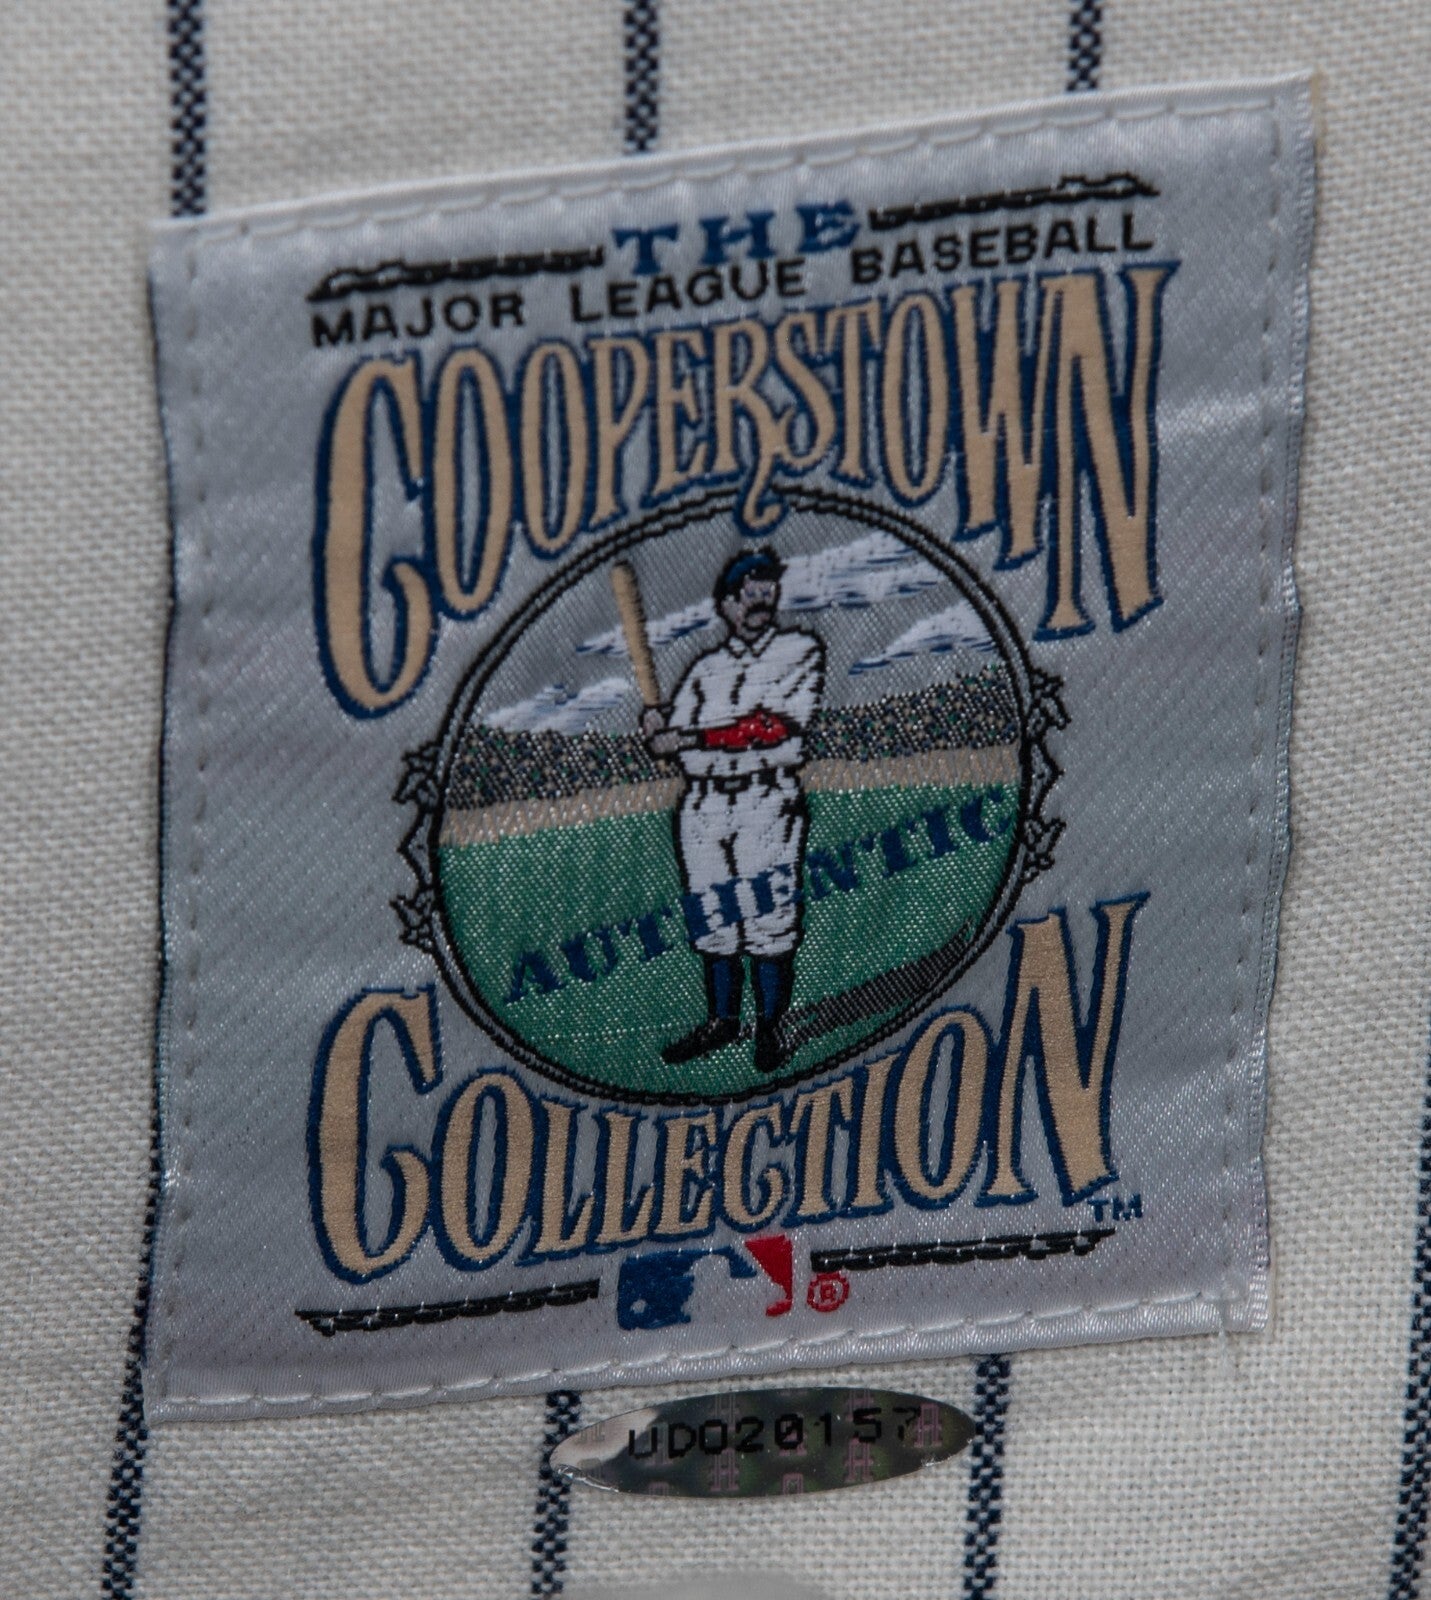 THE
MAJOR LEAGUE BASEBALL
COOPERSTOWN
AUTHENTIC
COLLECTION TM
®
UD020157